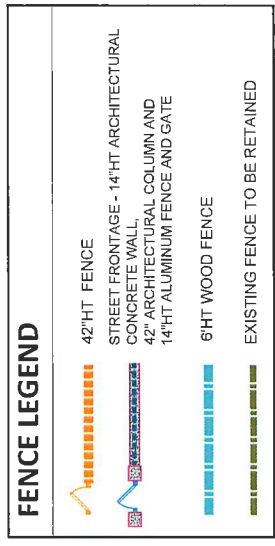 FENCE LEGEND
42"HT FENCE
STREET FRONTAGE - 14"HT ARCHITECTURAL
CONCRETE WALL,
42" ARCHITECTURAL COLUMN AND
14"HT ALUMINUM FENCE AND GATE
6'HT WOOD FENCE
EXISTING FENCE TO BE RETAINED